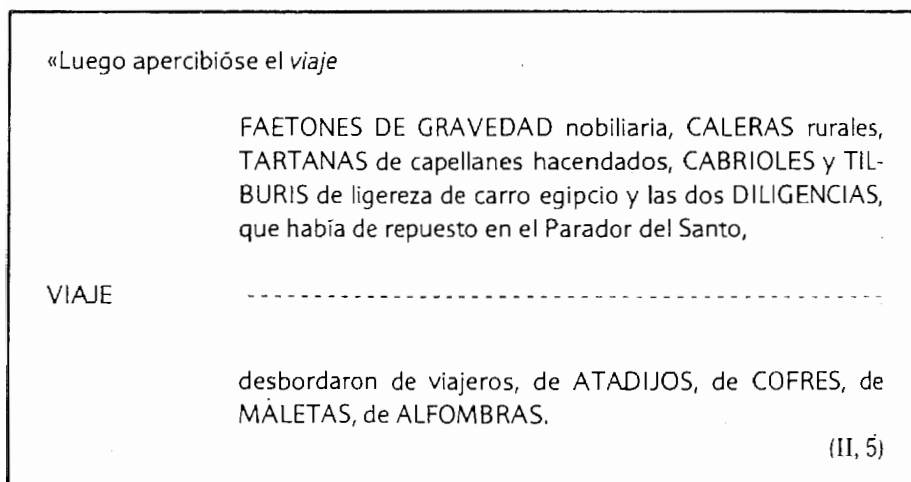 «Luego apercibióse el viaje
FAETONES DE GRAVEDAD nobiliaria, CALERAS rurales,
TARTANAS de capellanes hacendados, CABRIOLES y TIL-
BURIS de ligereza de carro egipcio y las dos DILIGENCIAS,
que había de repuesto en el Parador del Santo,
VIAJE ------------------------------------------------
desbordaron de viajeros, de ATADIJOS, de COFRES, de
MALETAS, de ALFOMBRAS.
(II, 5)